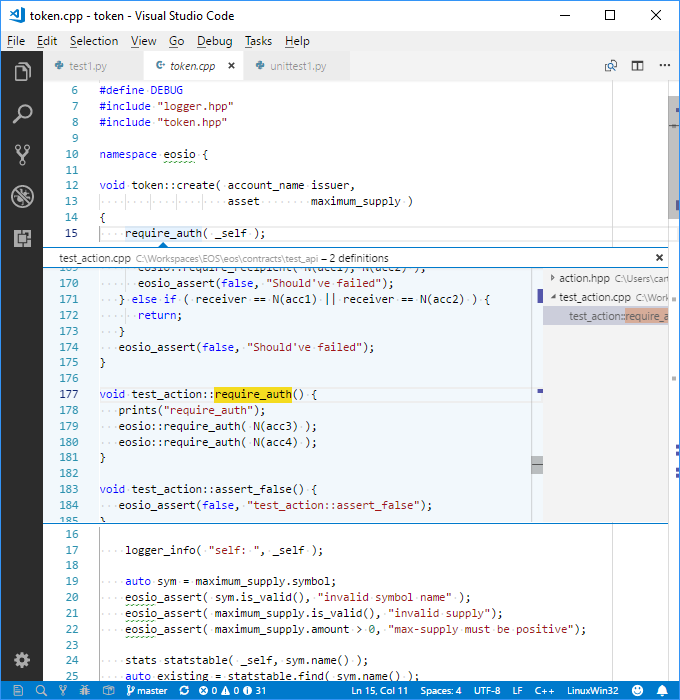 token.cpp - token - Visual Studio Code
File Edit Selection View Go Debug Tasks Help
test1.py token.cpp unittest1.py
6 #define DEBUG
7 #include "logger.hpp"
8 #include "token.hpp"
9
10 namespace eosio {
11
12 void token::create( account_name issuer,
13 asset maximum_supply )
14 {
15 require_auth( _self );
test_action.cpp C:\Workspaces\EOS\eos\contracts\test_api – 2 definitions
169 eosio::require_recipient( N(acc1), N(acc2) );
170 eosio_assert(false, "Should've failed");
171 } else if ( receiver == N(acc1) || receiver == N(acc2) ) {
172 return;
173 }
174 eosio_assert(false, "Should've failed");
175 }
176
177 void test_action::require_auth() {
178 prints("require_auth");
179 eosio::require_auth( N(acc3) );
180 eosio::require_auth( N(acc4) );
181 }
182
183 void test_action::assert_false() {
184 eosio_assert(false, "test_action::assert_false");
185 }
action.hpp C:\Users\car
test_action.cpp C:\Work
test_action::require_a
16
17 logger_info( "self: ", _self );
18
19 auto sym = maximum_supply.symbol;
20 eosio_assert( sym.is_valid(), "invalid symbol name" );
21 eosio_assert( maximum_supply.is_valid(), "invalid supply");
22 eosio_assert( maximum_supply.amount > 0, "max-supply must be positive");
23
24 stats statstable( _self, sym.name() );
25 auto existing = statstable.find( sym.name() );
master 0 0 31 Ln 15, Col 11 Spaces: 4 UTF-8 LF C++ LinuxWin32